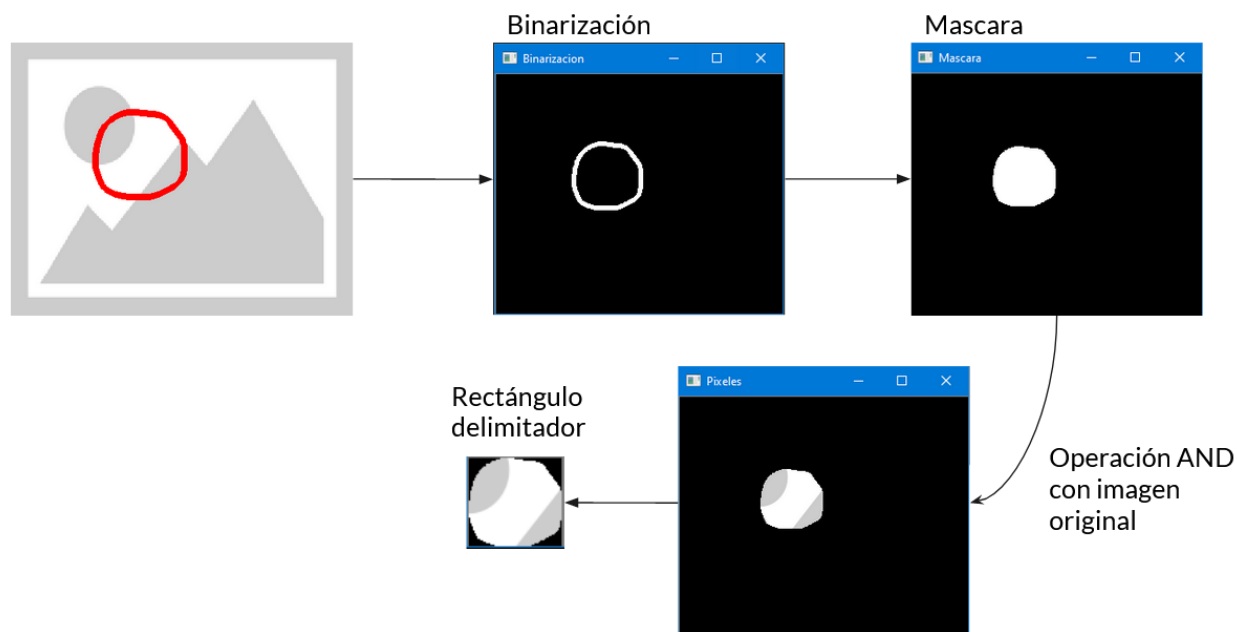 Binarización
Mascara
Binarizacion
Mascara
Pixeles
Rectángulo
delimitador
Operación AND
con imagen
original